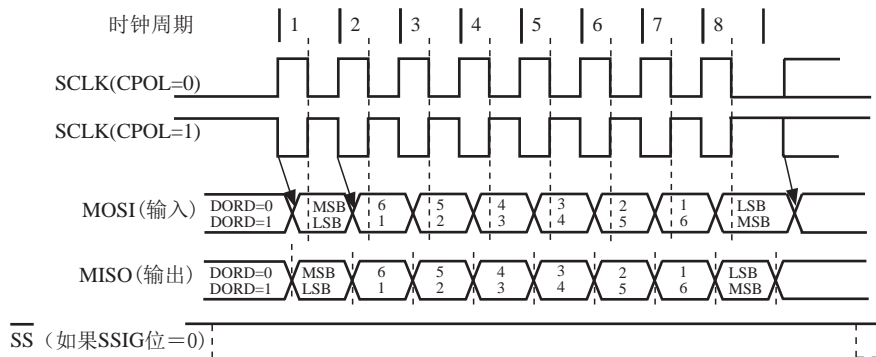 时钟周期 1 2 3 4 5 6 7 8
SCLK(CPOL=0)
SCLK(CPOL=1)
MOSI(输入) DORD=0 MSB 6 5 4 3 2 1 LSB
DORD=1 LSB 1 2 3 4 5 6 MSB
MISO(输出) DORD=0 MSB 6 5 4 3 2 1 LSB
DORD=1 LSB 1 2 3 4 5 6 MSB
SS（如果SSIG位＝0）